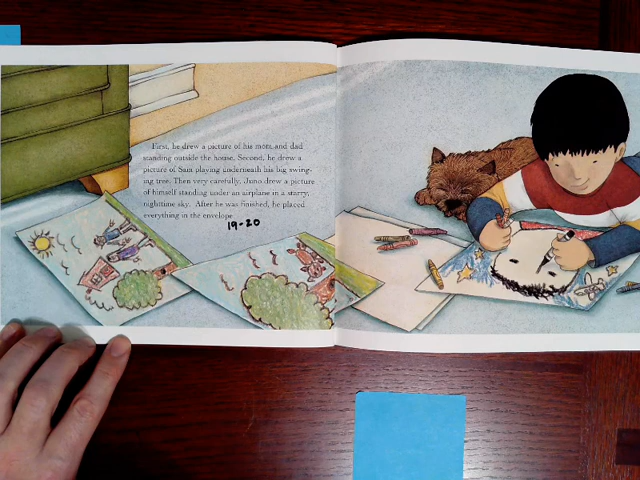 First, he drew a picture of his mom and dad
standing outside the house. Second, he drew a
picture of Sam playing underneath his big swing-
ing tree. Then very carefully, Juno drew a picture
of himself standing under an airplane in a starry,
nighttime sky. After he was finished, he placed
everything in the envelope
19-20